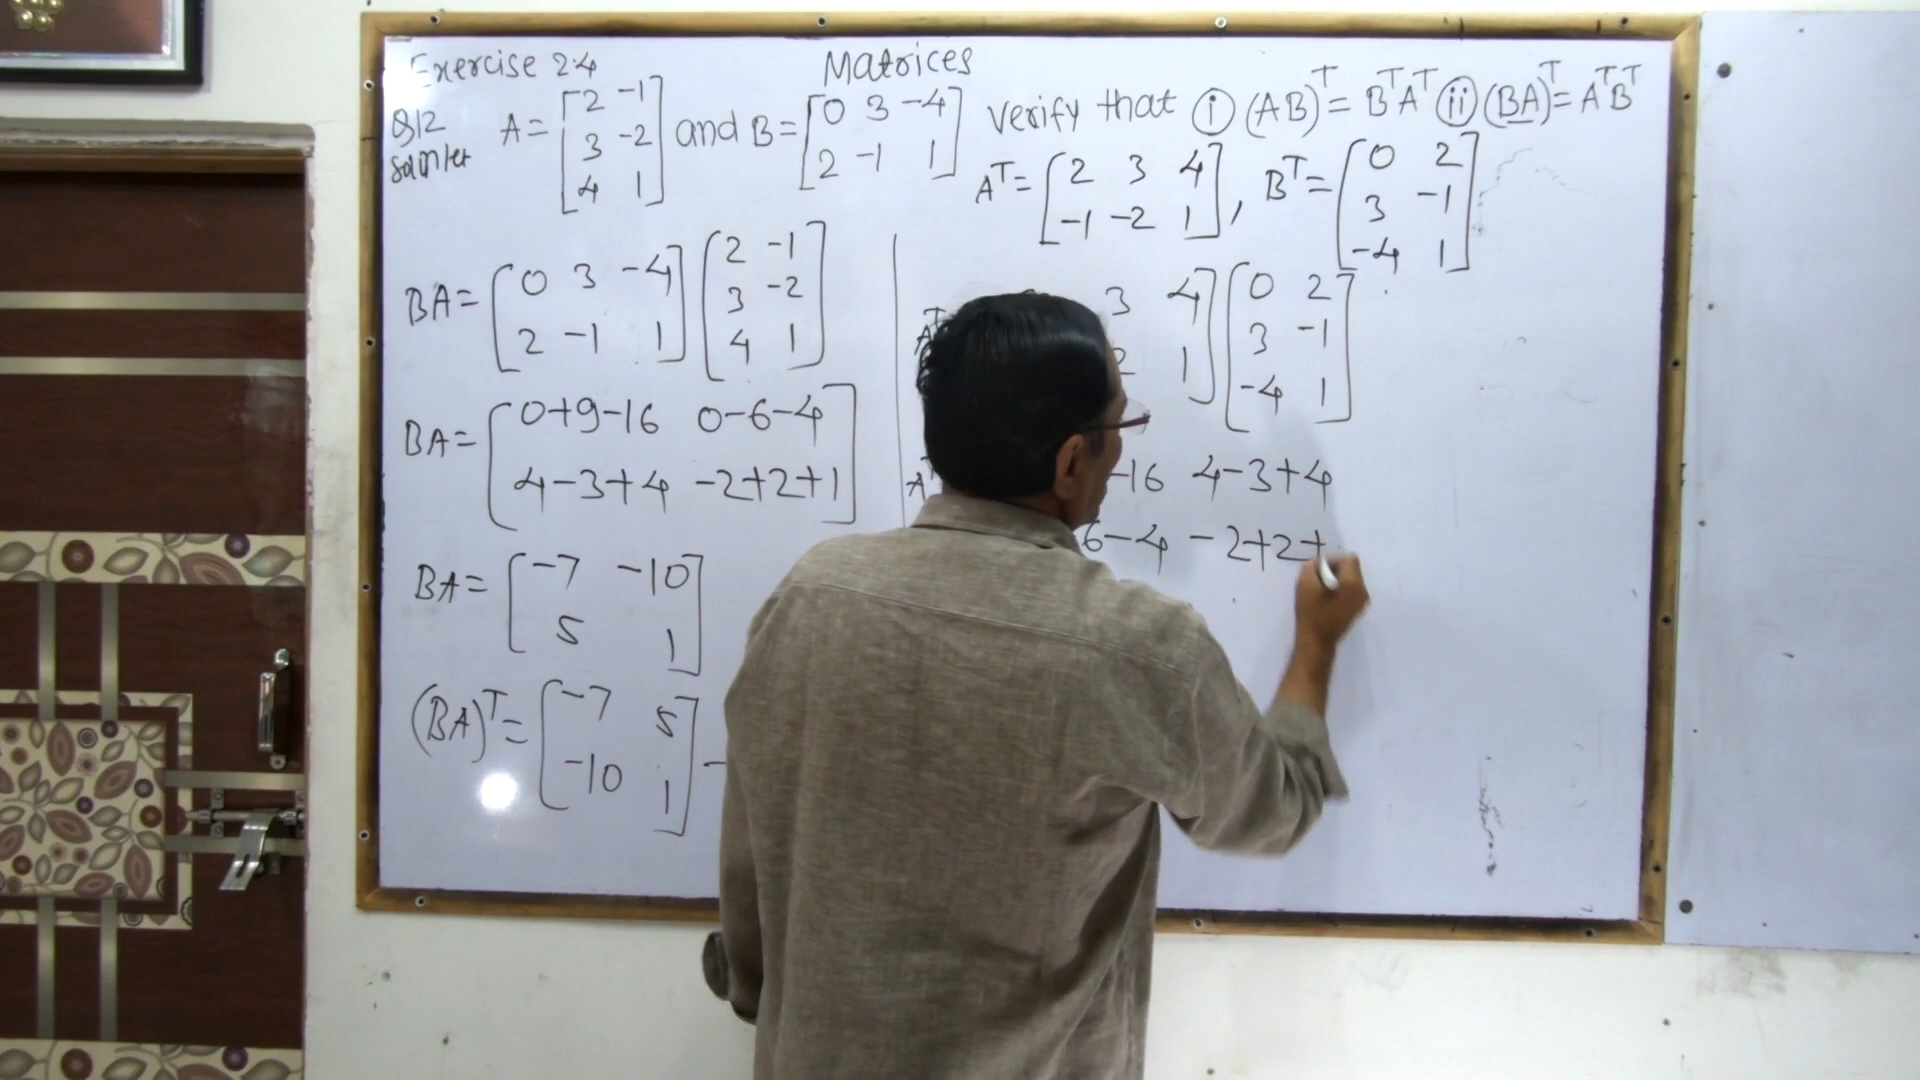 Exercise 2.4 Matrices
Q12 A = [2 -1 and B = [0 3 -4] verify that (i) (AB)^T = B^T A^T (ii) (BA)^T = A^T B^T
3 -2 2 -1 1]
4 1]
A^T = [2 3 4
-1 -2 1], B^T = [0 2
3 -1
-4 1]
BA = [0 3 -4
2 -1 1] [2 -1
3 -2
4 1]
BA = [0+9-16 0-6-4
4-3+4 -2+2+1]
BA = [-7 -10
5 1]
(BA)^T = [-7 5
-10 1] -
3 4
1] [0 2
3 -1
-4 1]
-16 4-3+4
6-4 -2+2+